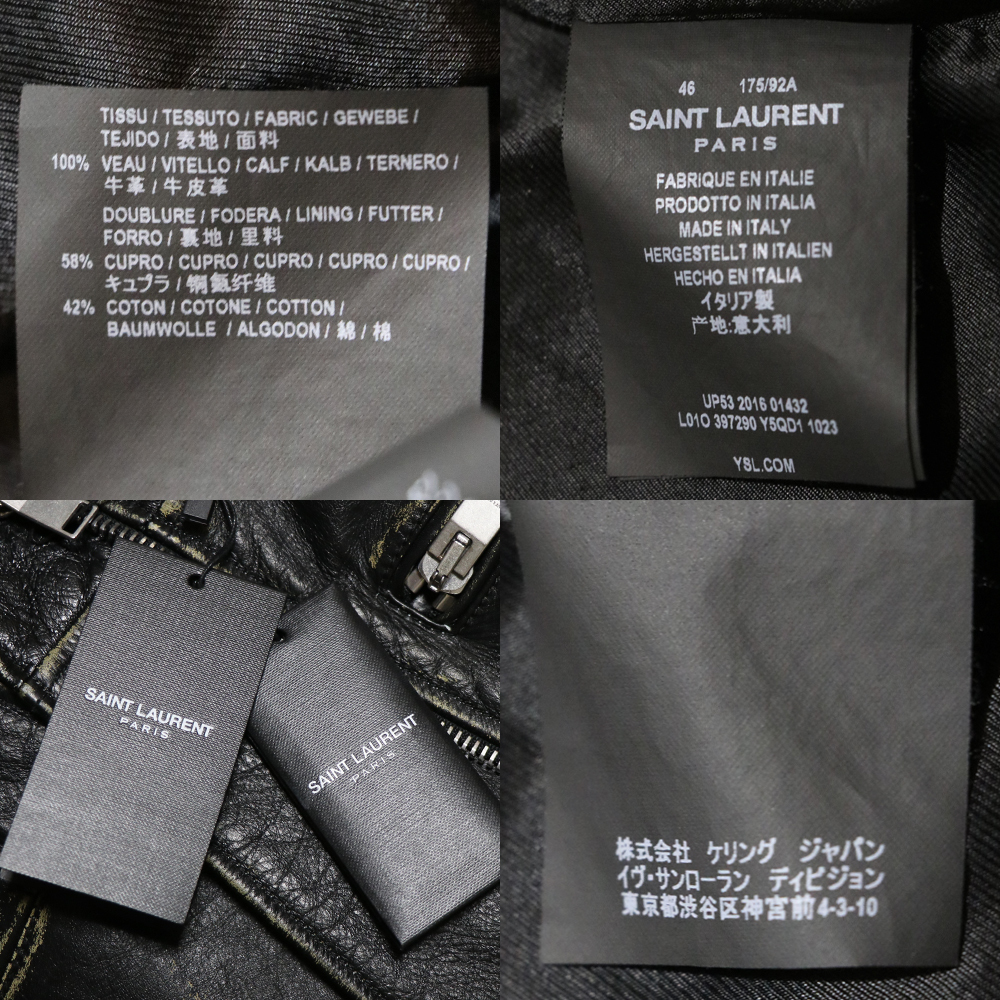 TISSU / TESSUTO / FABRIC / GEWEBE /
TEJIDO / 表地 / 面料
100% VEAU / VITELLO / CALF / KALB / TERNERO /
牛革 / 牛皮革
DOUBLURE / FODERA / LINING / FUTTER /
FORRO / 裏地 / 里料
58% CUPRO / CUPRO / CUPRO / CUPRO / CUPRO /
キュプラ / 铜氨纤维
42% COTON / COTONE / COTTON /
BAUMWOLLE / ALGODON / 綿 / 棉
46 175/92A
SAINT LAURENT
PARIS
FABRIQUE EN ITALIE
PRODOTTO IN ITALIA
MADE IN ITALY
HERGESTELLT IN ITALIEN
HECHO EN ITALIA
イタリア製
产地:意大利
UP53 2016 01432
L01O 397290 Y5QD1 1023
YSL.COM
SAINT LAURENT
PARIS
SAINT LAURENT
PARIS
株式会社 ケリング ジャパン
イヴ・サンローラン ディビジョン
東京都渋谷区神宮前4-3-10